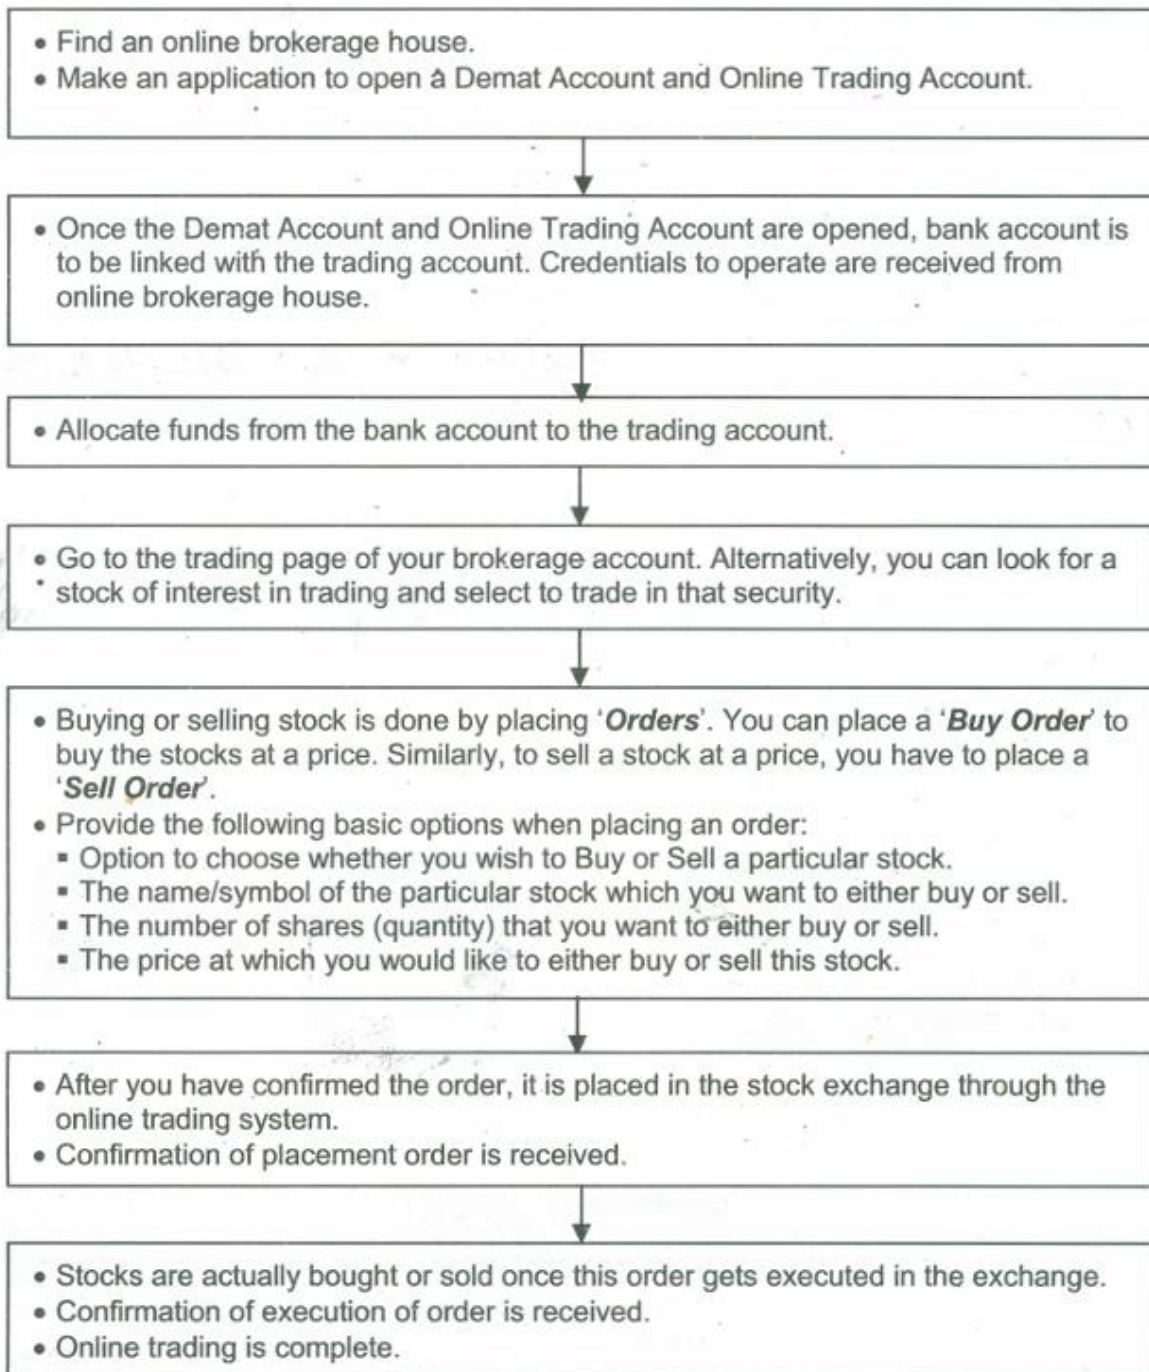 • Find an online brokerage house.
• Make an application to open a Demat Account and Online Trading Account.
• Once the Demat Account and Online Trading Account are opened, bank account is
to be linked with the trading account. Credentials to operate are received from
online brokerage house.
• Allocate funds from the bank account to the trading account.
• Go to the trading page of your brokerage account. Alternatively, you can look for a
stock of interest in trading and select to trade in that security.
• Buying or selling stock is done by placing ‘Orders’. You can place a ‘Buy Order’ to
buy the stocks at a price. Similarly, to sell a stock at a price, you have to place a
‘Sell Order’.
• Provide the following basic options when placing an order:
▪ Option to choose whether you wish to Buy or Sell a particular stock.
▪ The name/symbol of the particular stock which you want to either buy or sell.
▪ The number of shares (quantity) that you want to either buy or sell.
▪ The price at which you would like to either buy or sell this stock.
• After you have confirmed the order, it is placed in the stock exchange through the
online trading system.
• Confirmation of placement order is received.
• Stocks are actually bought or sold once this order gets executed in the exchange.
• Confirmation of execution of order is received.
• Online trading is complete.